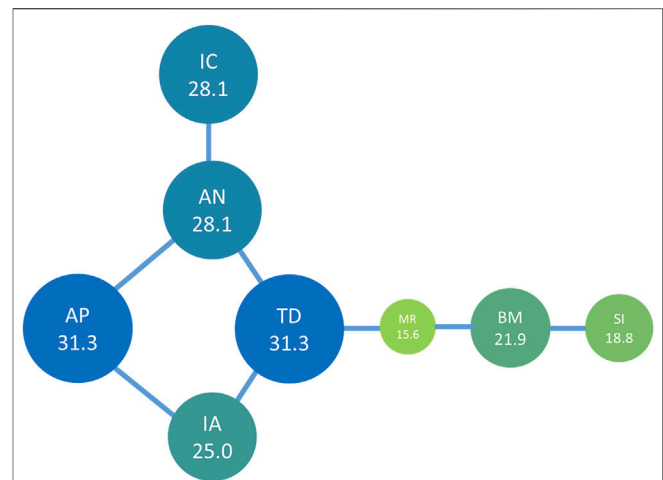 IC
28.1
AN
28.1
AP
31.3
TD
31.3
MR
15.6
BM
21.9
SI
18.8
IA
25.0